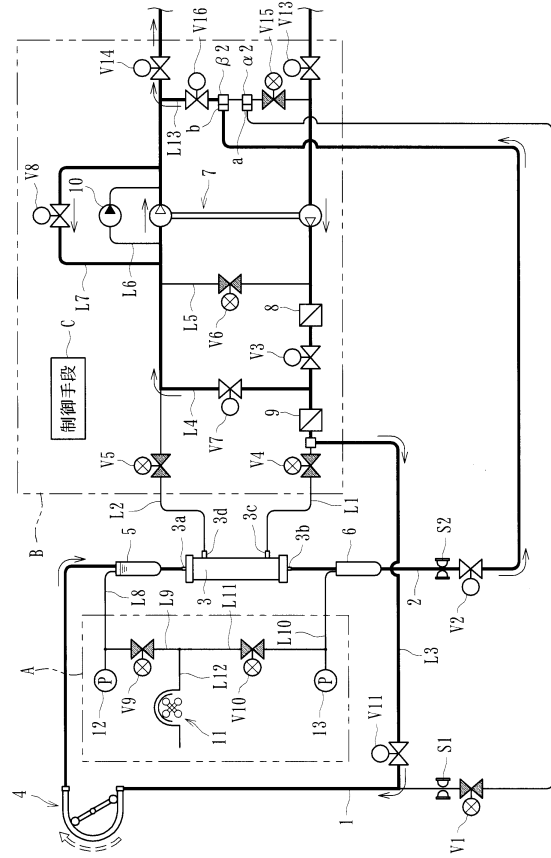 V14
V16
β2
α2
V15
V13
L13
b
a
V8
10
7
L7
L6
C
制御手段
L5
V6
8
V3
L4
V7
9
V5
V4
B
L2
L1
5
3a
3d
3
3c
3b
6
2
S2
V2
A
L8
L9
L11
L10
L12
P
12
V9
11
V10
P
13
L3
4
V11
1
S1
V1